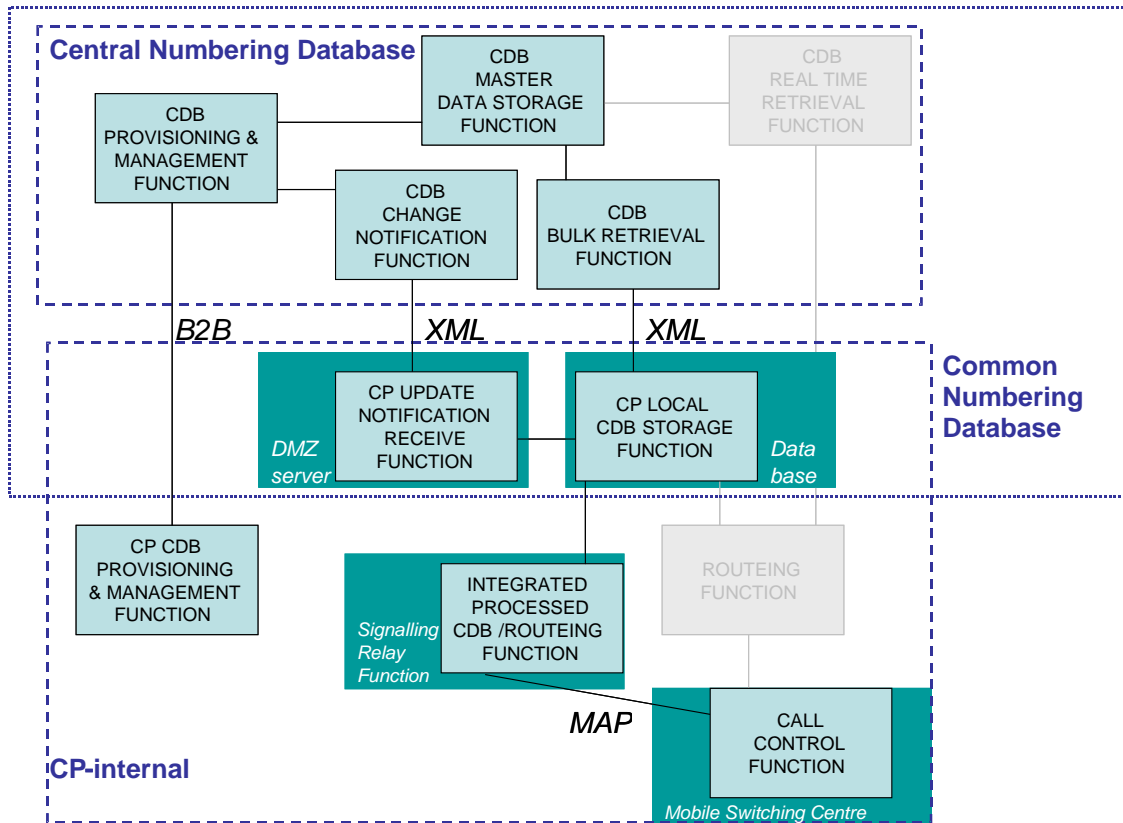 Central Numbering Database
CDB
MASTER
DATA STORAGE
FUNCTION
CDB
REAL TIME
RETRIEVAL
FUNCTION
CDB
PROVISIONING &
MANAGEMENT
FUNCTION
CDB
CHANGE
NOTIFICATION
FUNCTION
CDB
BULK RETRIEVAL
FUNCTION
B2B
XML
XML
Common
Numbering
Database
CP UPDATE
NOTIFICATION
RECEIVE
FUNCTION
DMZ
server
CP LOCAL
CDB STORAGE
FUNCTION
Data
base
CP CDB
PROVISIONING
& MANAGEMENT
FUNCTION
INTEGRATED
PROCESSED
CDB /ROUTEING
FUNCTION
Signalling
Relay
Function
ROUTEING
FUNCTION
MAP
CALL
CONTROL
FUNCTION
CP-internal
Mobile Switching Centre